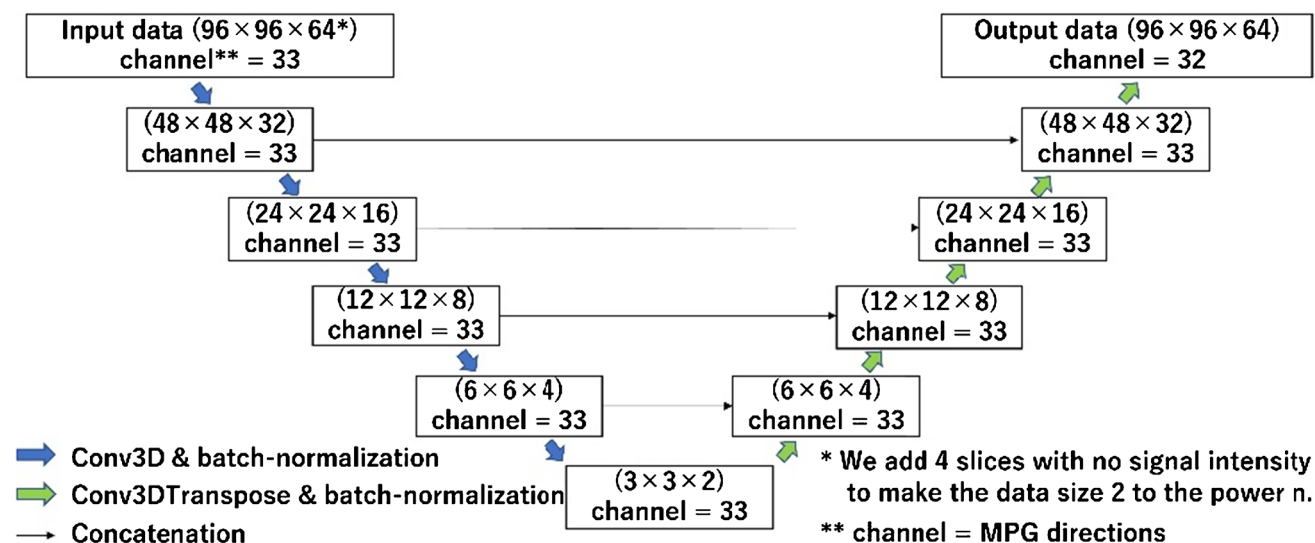 Input data (96×96×64*)
channel** = 33
Output data (96×96×64)
channel = 32
(48×48×32)
channel = 33
(48×48×32)
channel = 33
(24×24×16)
channel = 33
(24×24×16)
channel = 33
(12×12×8)
channel = 33
(12×12×8)
channel = 33
(6×6×4)
channel = 33
(6×6×4)
channel = 33
(3×3×2)
channel = 33
Conv3D & batch-normalization
Conv3DTranspose & batch-normalization
Concatenation
* We add 4 slices with no signal intensity
to make the data size 2 to the power n.
** channel = MPG directions